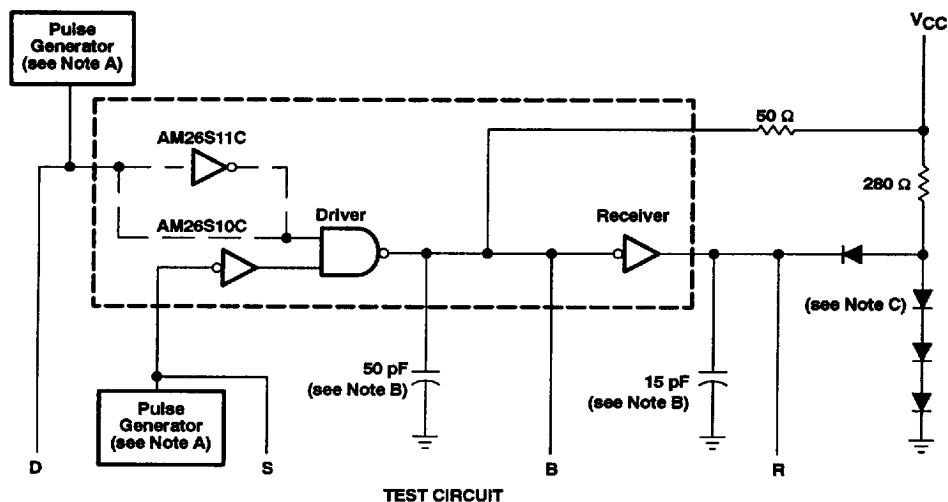 Pulse
Generator
(see Note A)
VCC
50 Ω
AM26S11C
280 Ω
AM26S10C
Driver
Receiver
(see Note C)
50 pF
(see Note B)
15 pF
(see Note B)
Pulse
Generator
(see Note A)
D
S
B
R
TEST CIRCUIT